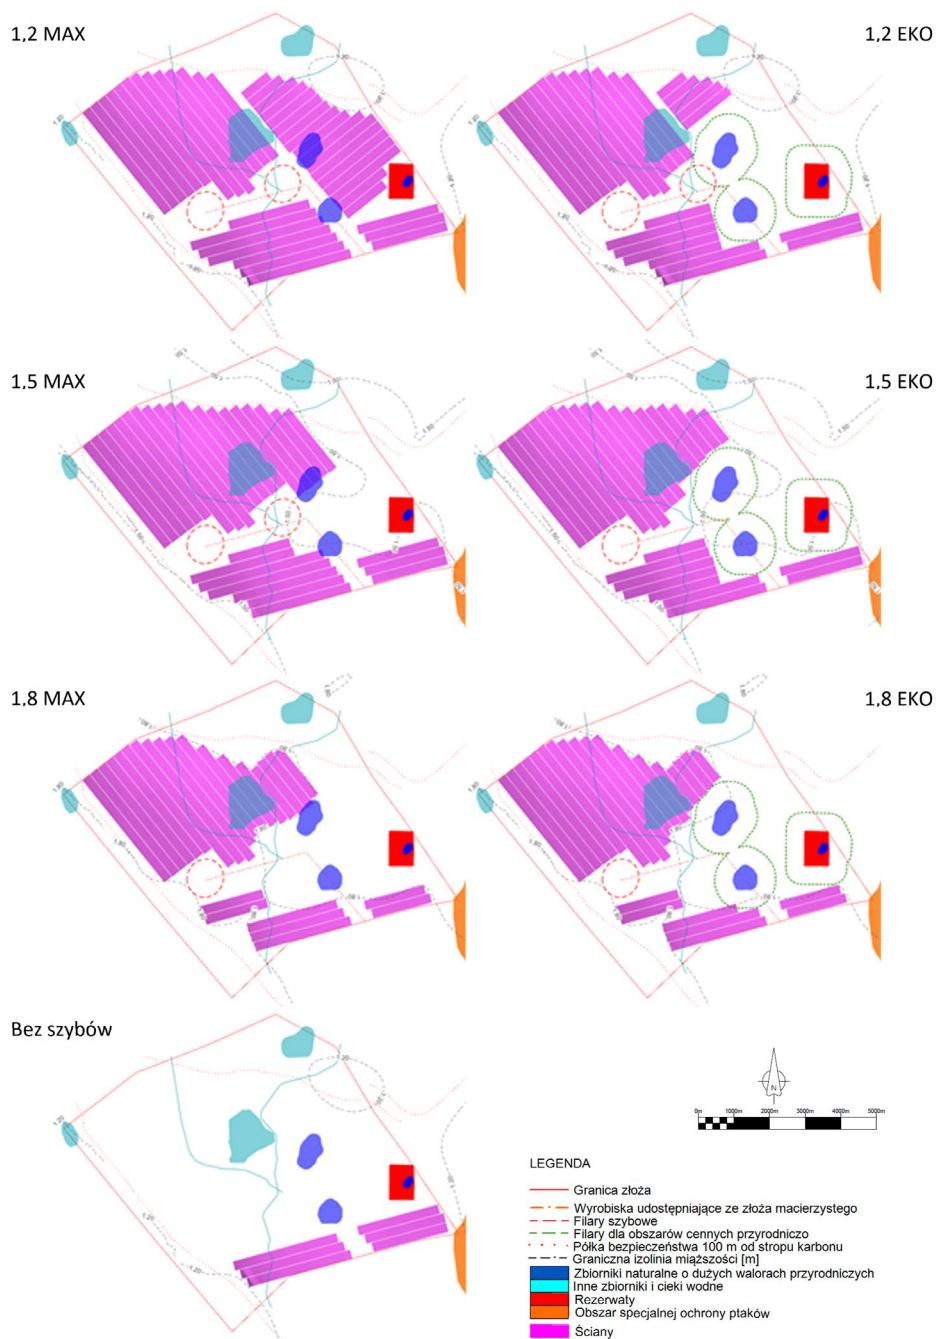 1,2 MAX
1,2 EKO
1,5 MAX
1,5 EKO
1,8 MAX
1,8 EKO
Bez szybów
N
0m 1000m 2000m 3000m 4000m 5000m
LEGENDA
Granica złoża
Wyrobiska udostępniające ze złoża macierzystego
Filary szybowe
Filary dla obszarów cennych przyrodniczo
Półka bezpieczeństwa 100 m od stropu karbonu
Graniczna izolinia miąższości [m]
Zbiorniki naturalne o dużych walorach przyrodniczych
Inne zbiorniki i cieki wodne
Rezerwaty
Obszar specjalnej ochrony ptaków
Ściany